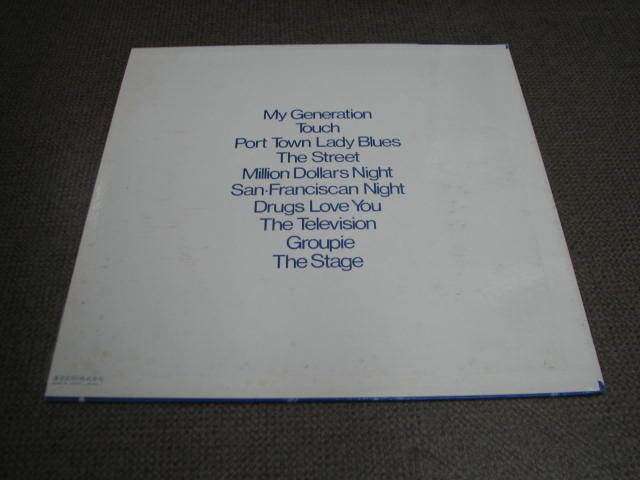 My Generation
Touch
Port Town Lady Blues
The Street
Million Dollars Night
San-Franciscan Night
Drugs Love You
The Television
Groupie
The Stage